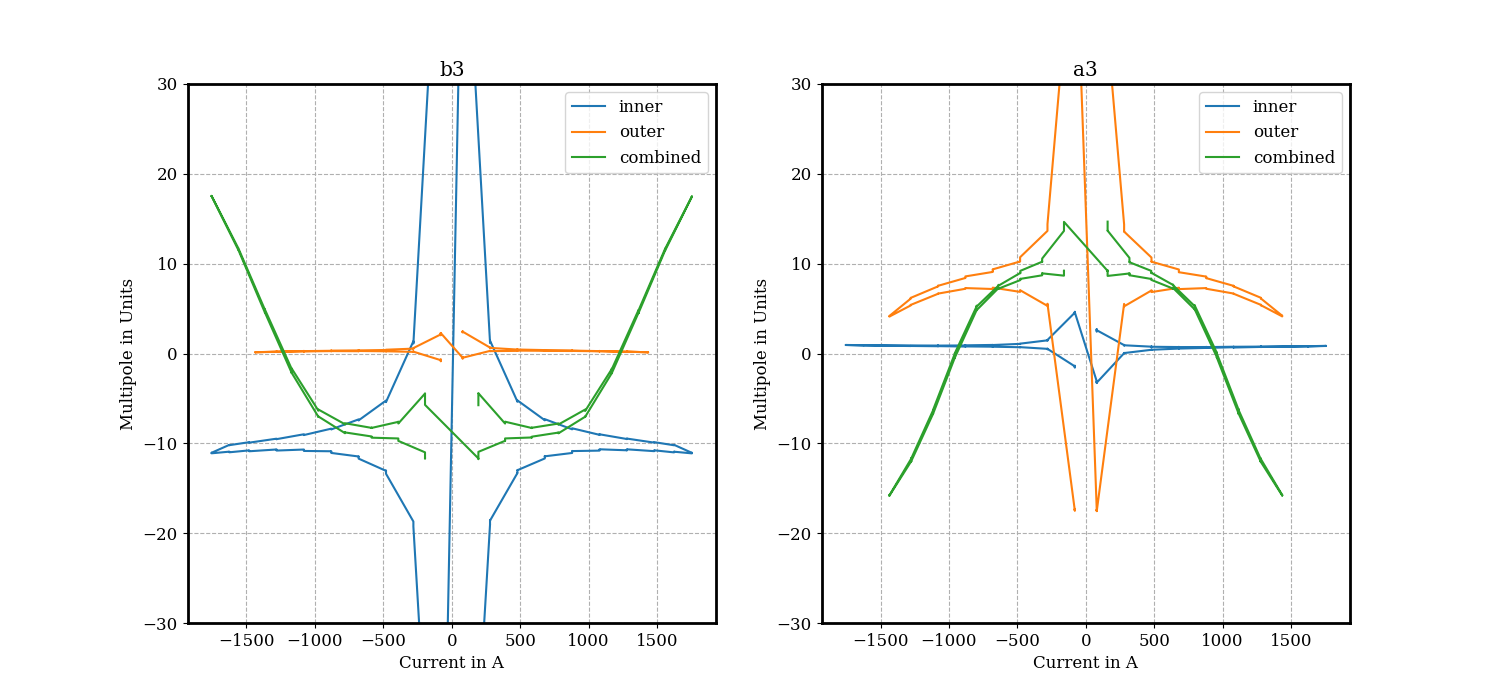 b3
30
20
10
0
−10
−20
−30
−1500 −1000 −500 0 500 1000 1500
Current in A
Multipole in Units
inner
outer
combined
a3
30
20
10
0
−10
−20
−30
−1500 −1000 −500 0 500 1000 1500
Current in A
Multipole in Units
inner
outer
combined